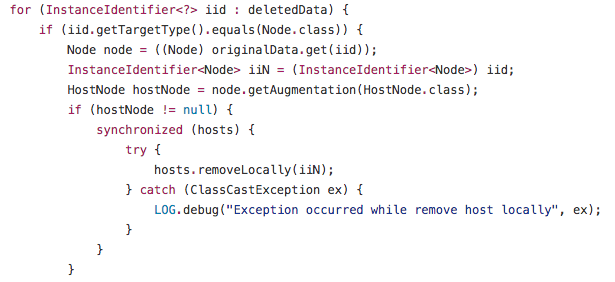 for (InstanceIdentifier<?> iid : deletedData) {
    if (iid.getTargetType().equals(Node.class)) {
        Node node = ((Node) originalData.get(iid));
        InstanceIdentifier<Node> iiN = (InstanceIdentifier<Node>) iid;
        HostNode hostNode = node.getAugmentation(HostNode.class);
        if (hostNode != null) {
            synchronized (hosts) {
                try {
                    hosts.removeLocally(iiN);
                } catch (ClassCastException ex) {
                    LOG.debug("Exception occurred while remove host locally", ex);
                }
            }
        }